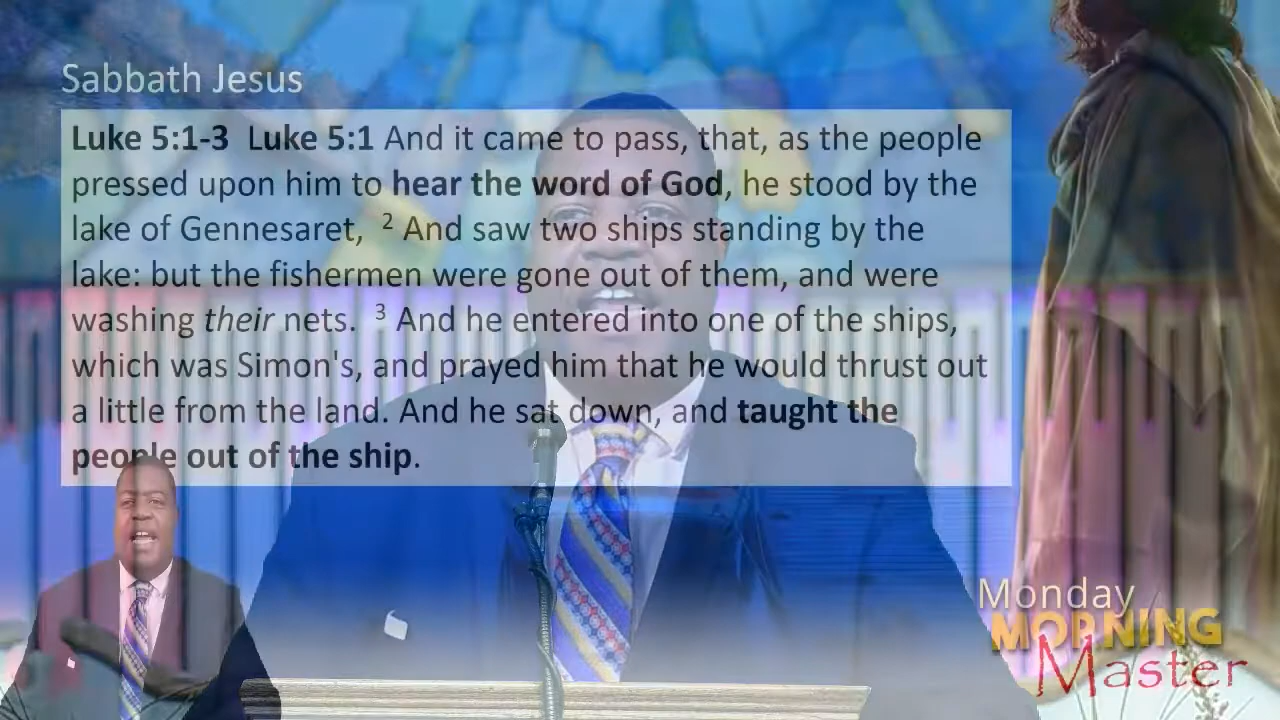 Sabbath Jesus
Luke 5:1-3  Luke 5:1 And it came to pass, that, as the people
pressed upon him to hear the word of God, he stood by the
lake of Gennesaret,  2 And saw two ships standing by the
lake: but the fishermen were gone out of them, and were
washing their nets.  3 And he entered into one of the ships,
which was Simon's, and prayed him that he would thrust out
a little from the land. And he sat down, and taught the
people out of the ship.
Monday
MORNING
Master